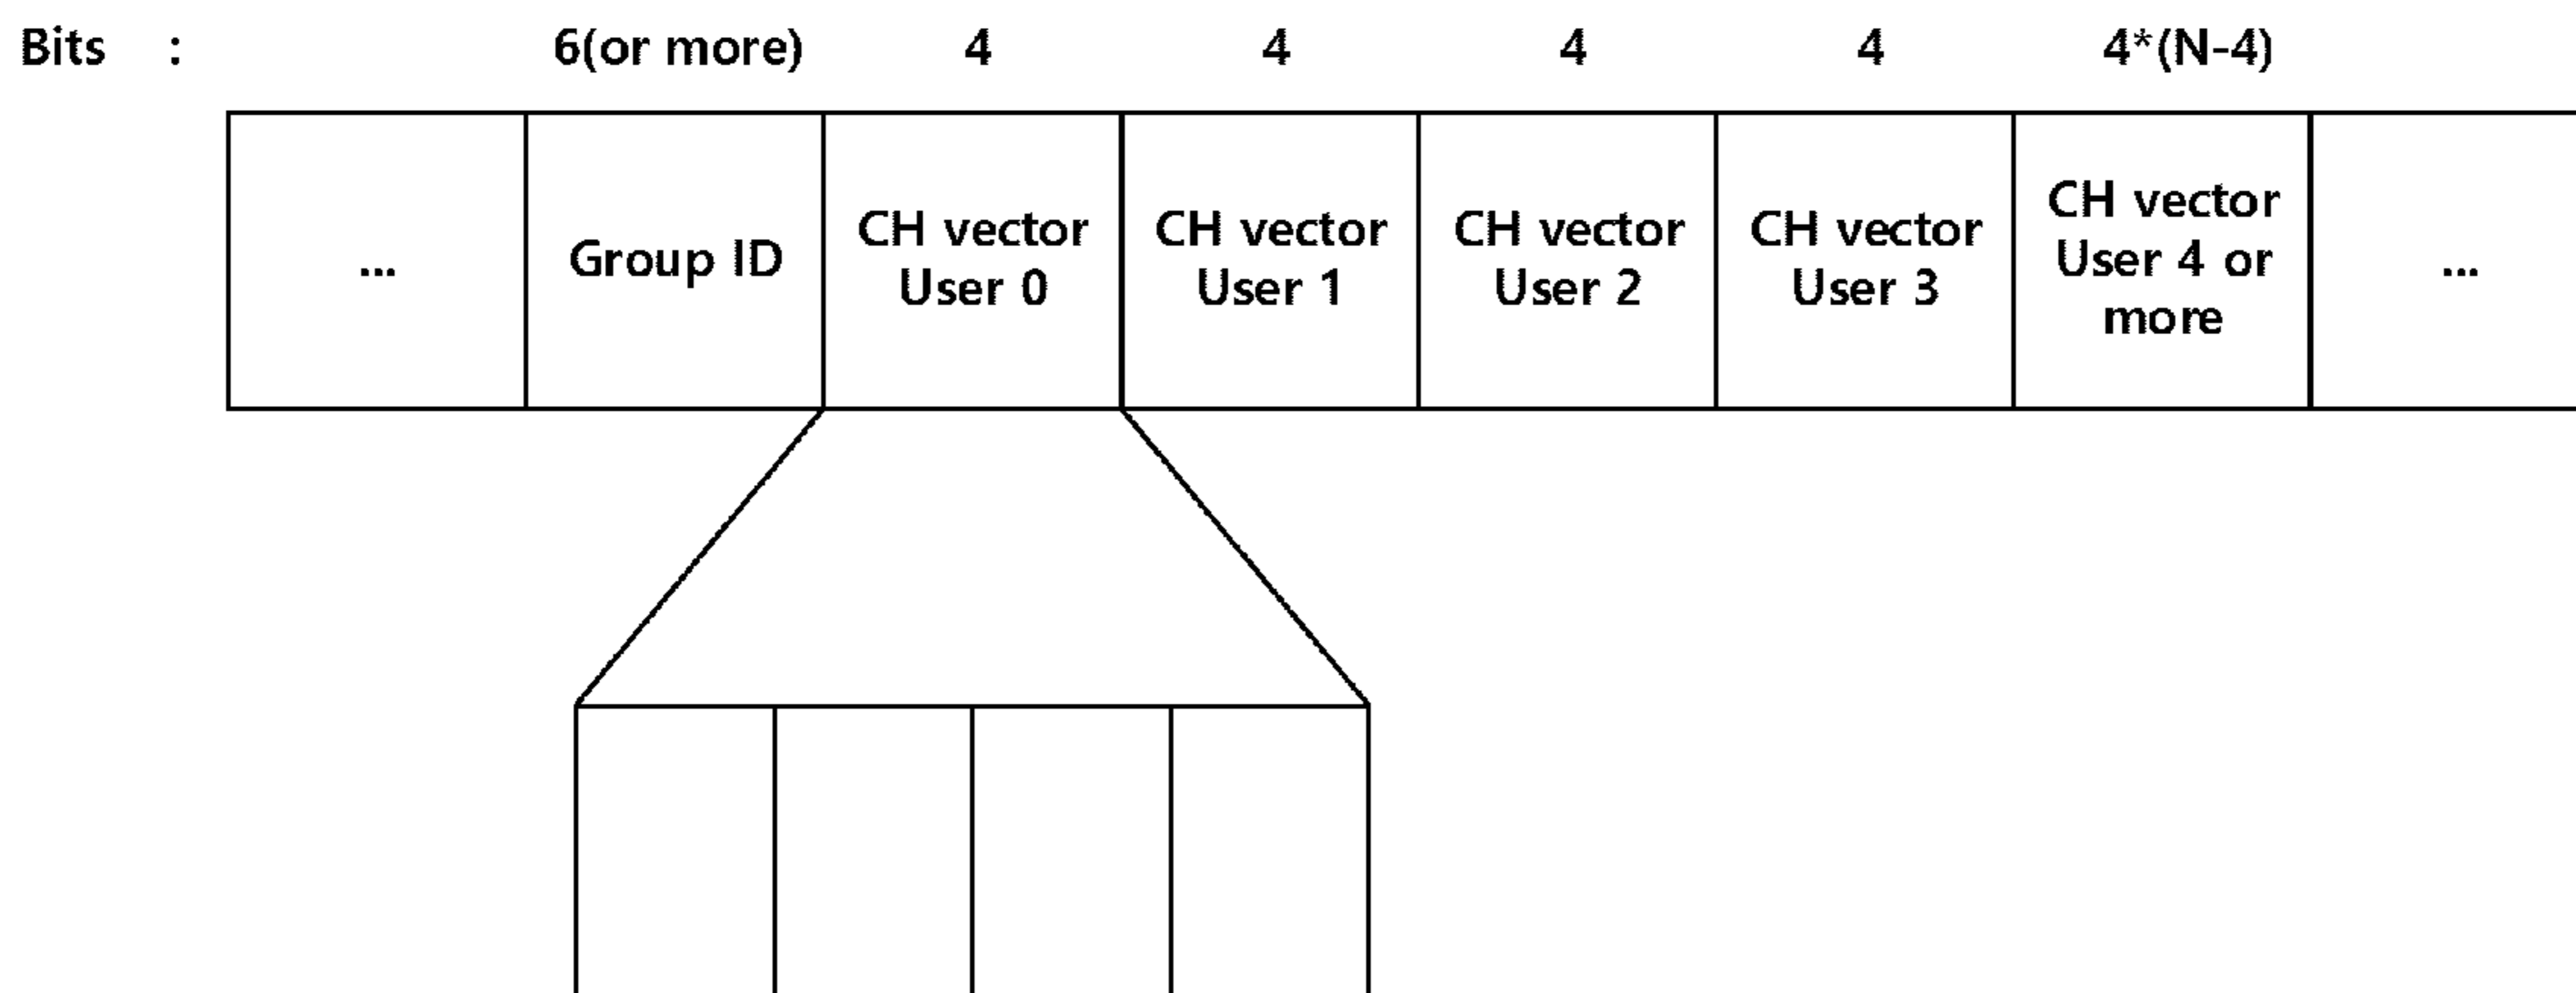 Bits : 6(or more) 4 4 4 4 4*(N-4)
... Group ID CH vector User 0 CH vector User 1 CH vector User 2 CH vector User 3 CH vector User 4 or more ...